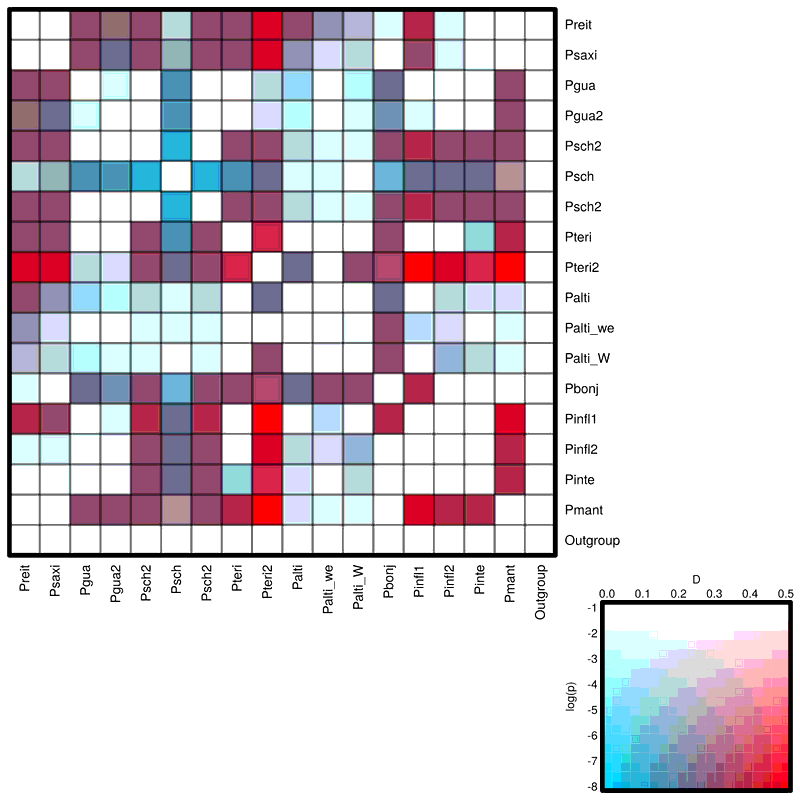 Preit
Psaxi
Pgua
Pgua2
Psch2
Psch
Psch2
Pteri
Pteri2
Palti
Palti_we
Palti_W
Pbonj
Pinfl1
Pinfl2
Pinte
Pmant
Outgroup
Preit Psaxi Pgua Pgua2 Psch2 Psch Psch2 Pteri Pteri2 Palti Palti_we Palti_W Pbonj Pinfl1 Pinfl2 Pinte Pmant Outgroup
D
0.0 0.1 0.2 0.3 0.4 0.5
-1
-2
-3
-4
-5
-6
-7
-8
log(p)